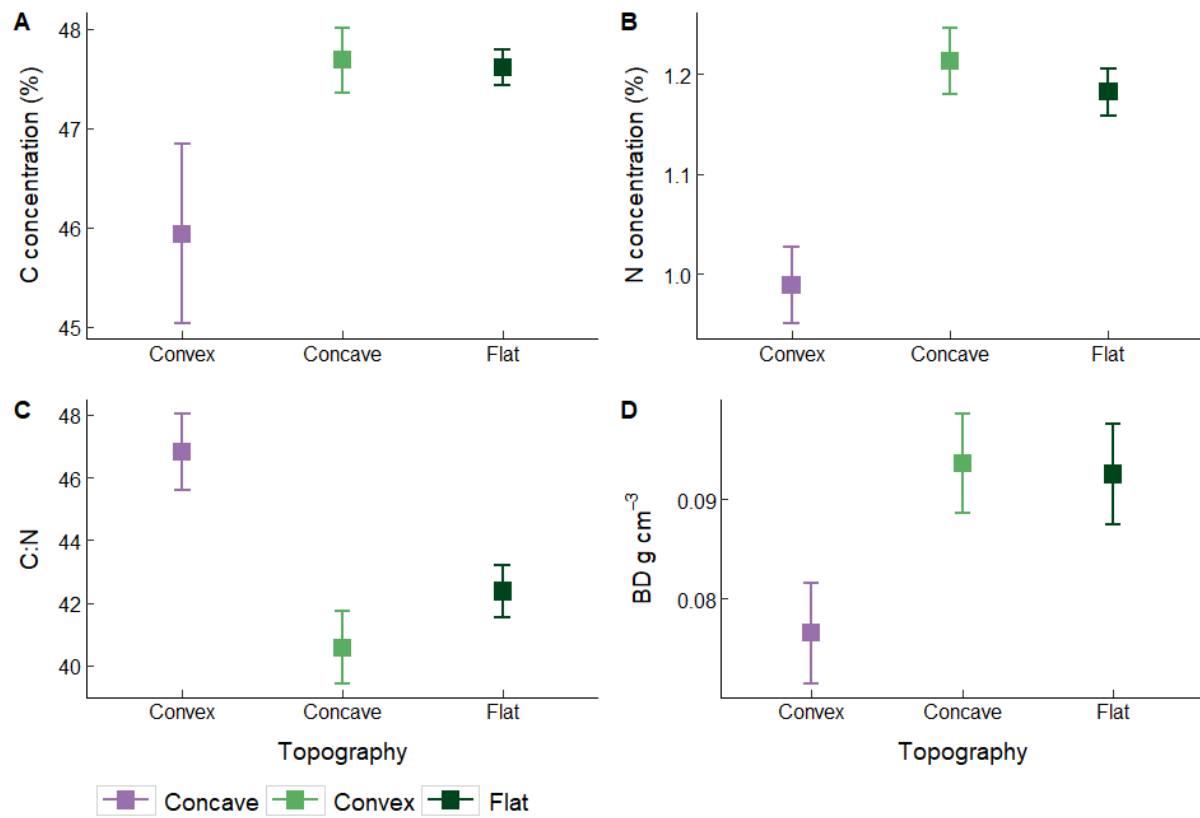 A
C concentration (%)
48
47
46
45
Convex Concave Flat
B
N concentration (%)
1.2
1.1
1.0
Convex Concave Flat
C
C:N
48
46
44
42
40
Convex Concave Flat
Topography
D
BD g cm⁻³
0.09
0.08
Convex Concave Flat
Topography
Concave Convex Flat